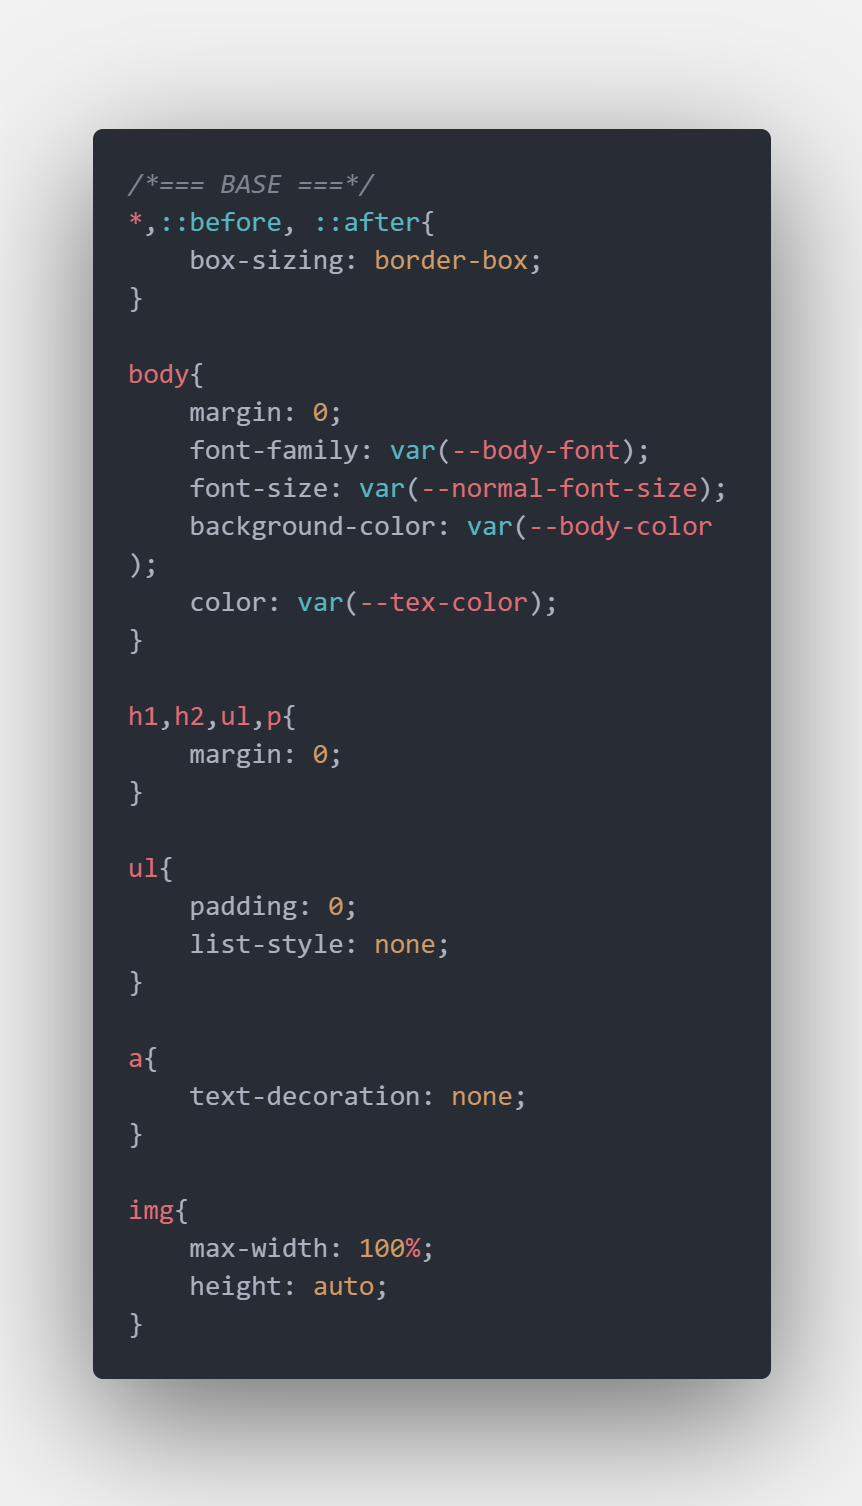 /*=== BASE ===*/
*,::before, ::after{
    box-sizing: border-box;
}

body{
    margin: 0;
    font-family: var(--body-font);
    font-size: var(--normal-font-size);
    background-color: var(--body-color
);
    color: var(--tex-color);
}

h1,h2,ul,p{
    margin: 0;
}

ul{
    padding: 0;
    list-style: none;
}

a{
    text-decoration: none;
}

img{
    max-width: 100%;
    height: auto;
}